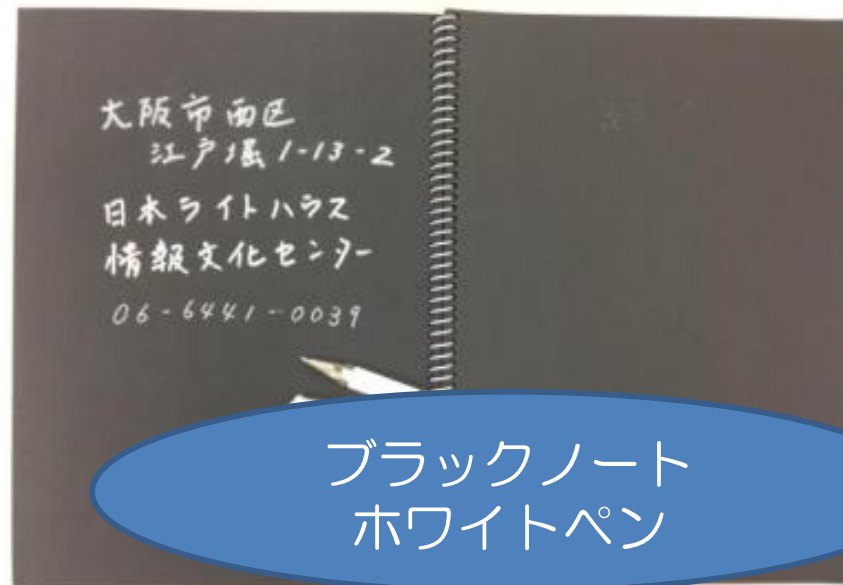 大阪市西区
江戸堀1-13-2
日本ライトハウス
情報文化センター
06-6441-0039
ブラックノート
ホワイトペン